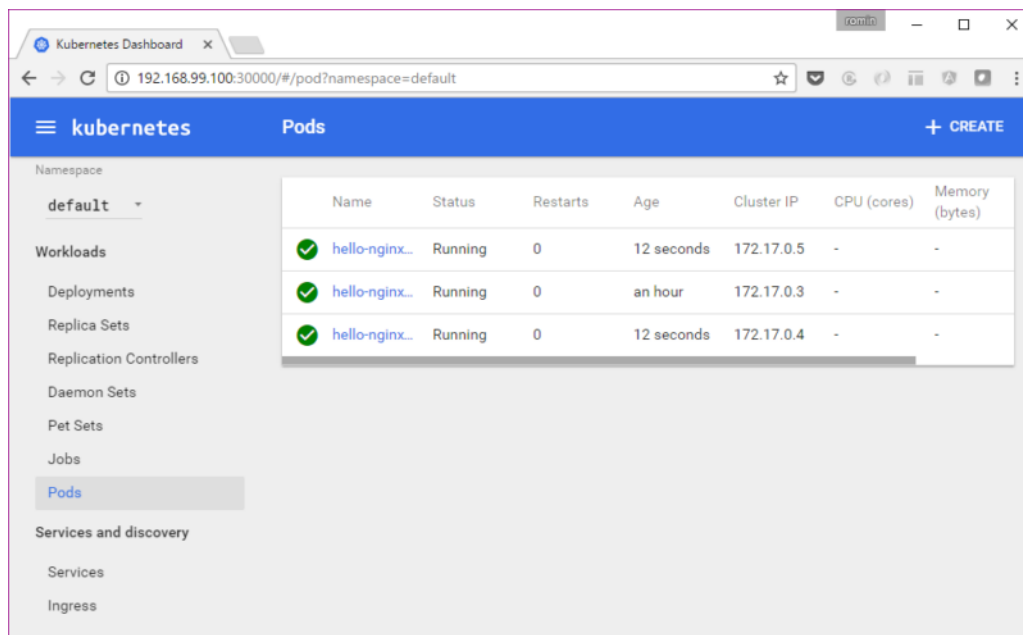 romin
Kubernetes Dashboard
192.168.99.100:30000/#/pod?namespace=default
kubernetes
Pods
+ CREATE
Namespace
default
Workloads
Deployments
Replica Sets
Replication Controllers
Daemon Sets
Pet Sets
Jobs
Pods
Services and discovery
Services
Ingress
Name Status Restarts Age Cluster IP CPU (cores) Memory (bytes)
hello-nginx... Running 0 12 seconds 172.17.0.5 - -
hello-nginx... Running 0 an hour 172.17.0.3 - -
hello-nginx... Running 0 12 seconds 172.17.0.4 - -